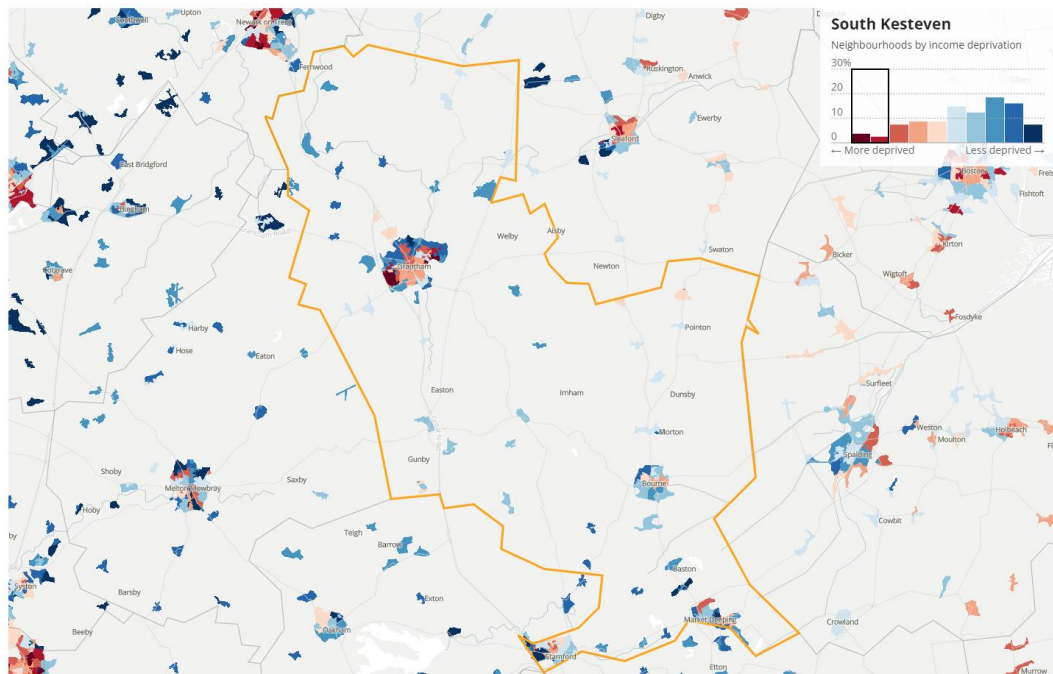 South Kesteven
Neighbourhoods by income deprivation
30%
20
10
0
← More deprived
Less deprived →
Upton
Southwell
Newark on Trent
Fernwood
Digby
Ruskington
Anwick
Ewerby
Sleaford
East Bridgford
Bingham
Boston
Fishtoft
Welby
Aisby
Kirton
Swaton
Bicker
Cotgrave
Grantham
Newton
Wigtoft
Fosdyke
Harby
Pointon
Hose
Eaton
Surfleet
Easton
Irnham
Dunsby
Weston
Holbeach
Morton
Moulton
Spalding
Gunby
Shoby
Melton Mowbray
Saxby
Bourne
Hoby
Cowbit
Teigh
Barrow
Baston
Syston
Barsby
Exton
Market Deeping
Beeby
Oakham
Crowland
Stamford
Etton
Murrow